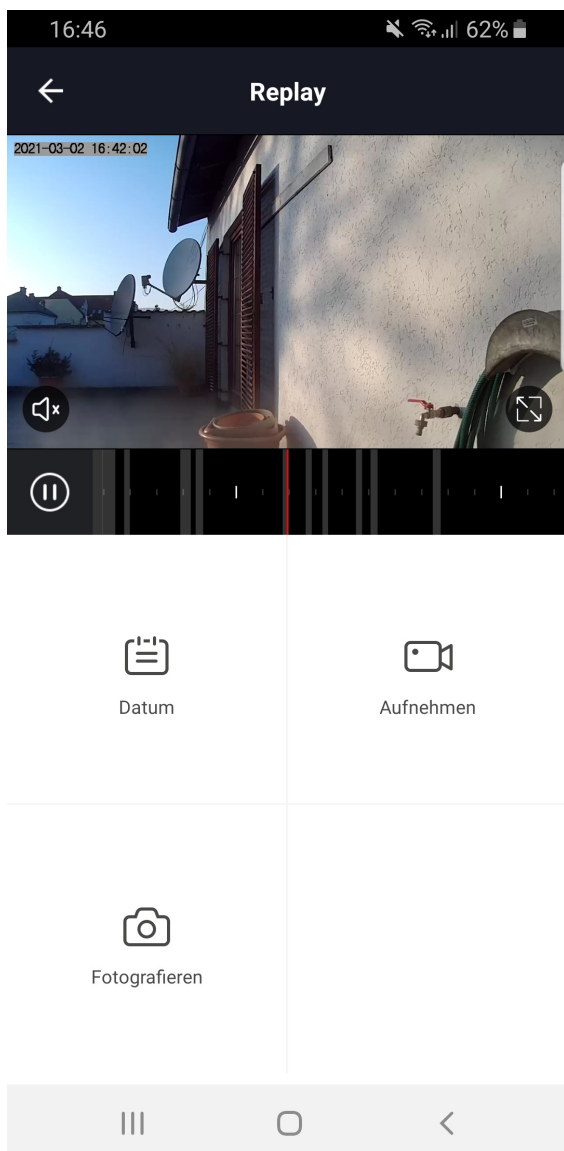 16:46
62%
Replay
2021-03-02 16:42:02
Datum
Aufnehmen
Fotografieren